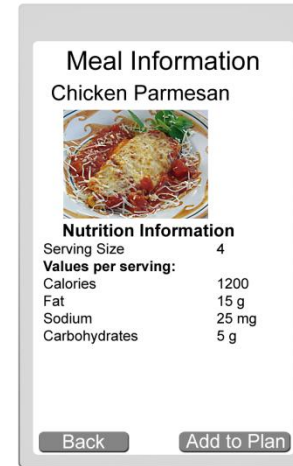 Meal Information
Chicken Parmesan
Nutrition Information
Serving Size 4
Values per serving:
Calories 1200
Fat 15 g
Sodium 25 mg
Carbohydrates 5 g
Back Add to Plan